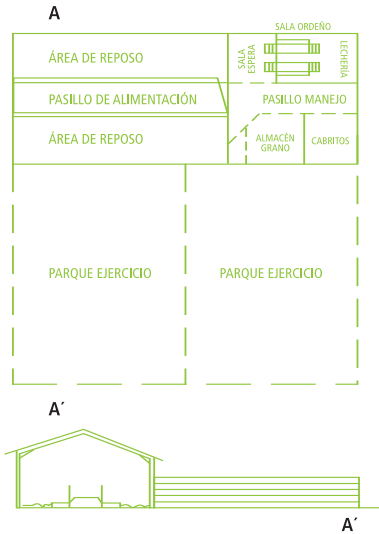 A
SALA ORDEÑO
ÁREA DE REPOSO
SALA
ESPERA
LECHERÍA
PASILLO DE ALIMENTACIÓN
PASILLO MANEJO
ÁREA DE REPOSO
ALMACÉN
GRANO
CABRITOS
PARQUE EJERCICIO
PARQUE EJERCICIO
A´
A´